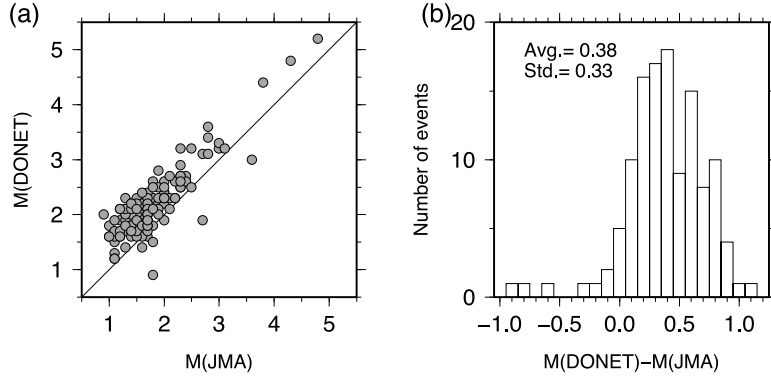 (a)
5
4
3
2
1
M(DONET)
1 2 3 4 5
M(JMA)
(b)
20
10
0
Number of events
Avg.= 0.38
Std.= 0.33
−1.0 −0.5 0.0 0.5 1.0
M(DONET)−M(JMA)